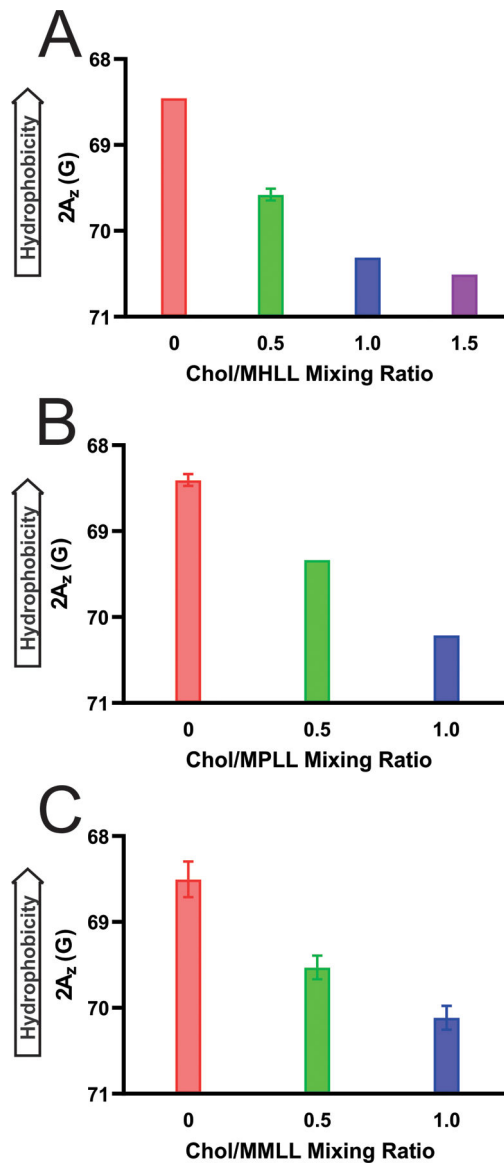 A
Hydrophobicity
2Az (G)
68
69
70
71
0 0.5 1.0 1.5
Chol/MHLL Mixing Ratio
B
Hydrophobicity
2Az (G)
68
69
70
71
0 0.5 1.0
Chol/MPLL Mixing Ratio
C
Hydrophobicity
2Az (G)
68
69
70
71
0 0.5 1.0
Chol/MMLL Mixing Ratio